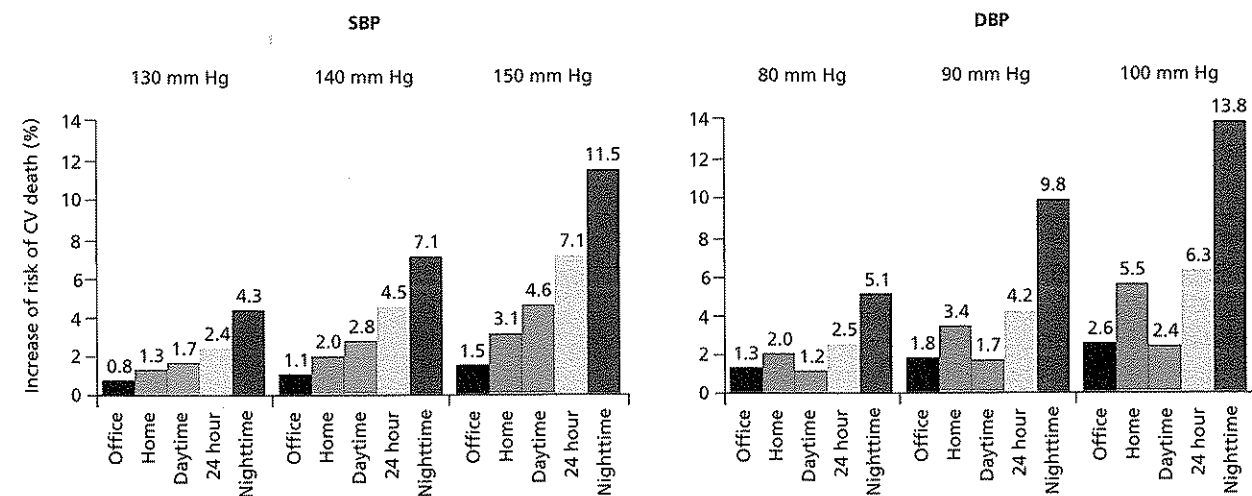 SBP
130 mm Hg
140 mm Hg
150 mm Hg
Increase of risk of CV death (%)
14
12
10
8
6
4
2
0
0.8
1.3
1.7
2.4
4.3
1.1
2.0
2.8
4.5
7.1
1.5
3.1
4.6
7.1
11.5
Office
Home
Daytime
24 hour
Nighttime
Office
Home
Daytime
24 hour
Nighttime
Office
Home
Daytime
24 hour
Nighttime
DBP
80 mm Hg
90 mm Hg
100 mm Hg
14
12
10
8
6
4
2
0
1.3
2.0
1.2
2.5
5.1
1.8
3.4
1.7
4.2
9.8
2.6
5.5
2.4
6.3
13.8
Office
Home
Daytime
24 hour
Nighttime
Office
Home
Daytime
24 hour
Nighttime
Office
Home
Daytime
24 hour
Nighttime